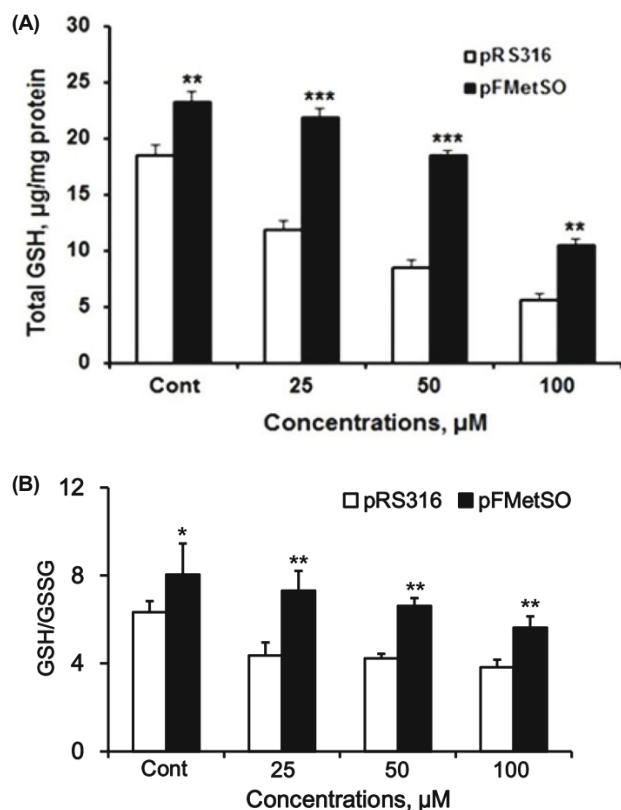 (A)
30
25
20
15
10
5
0
Total GSH, µg/mg protein
pRS316
pFMetSO
**
***
***
**
Cont 25 50 100
Concentrations, µM
(B)
12
8
4
0
GSH/GSSG
pRS316 pFMetSO
*
**
**
**
Cont 25 50 100
Concentrations, µM